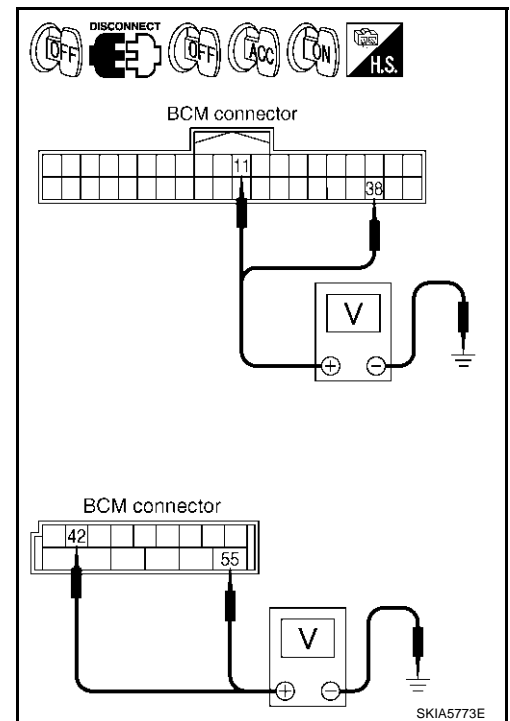 DISCONNECT
OFF OFF ACC ON H.S.
BCM connector
11
38
V
+ −
BCM connector
42
55
V
+ −
SKIA5773E